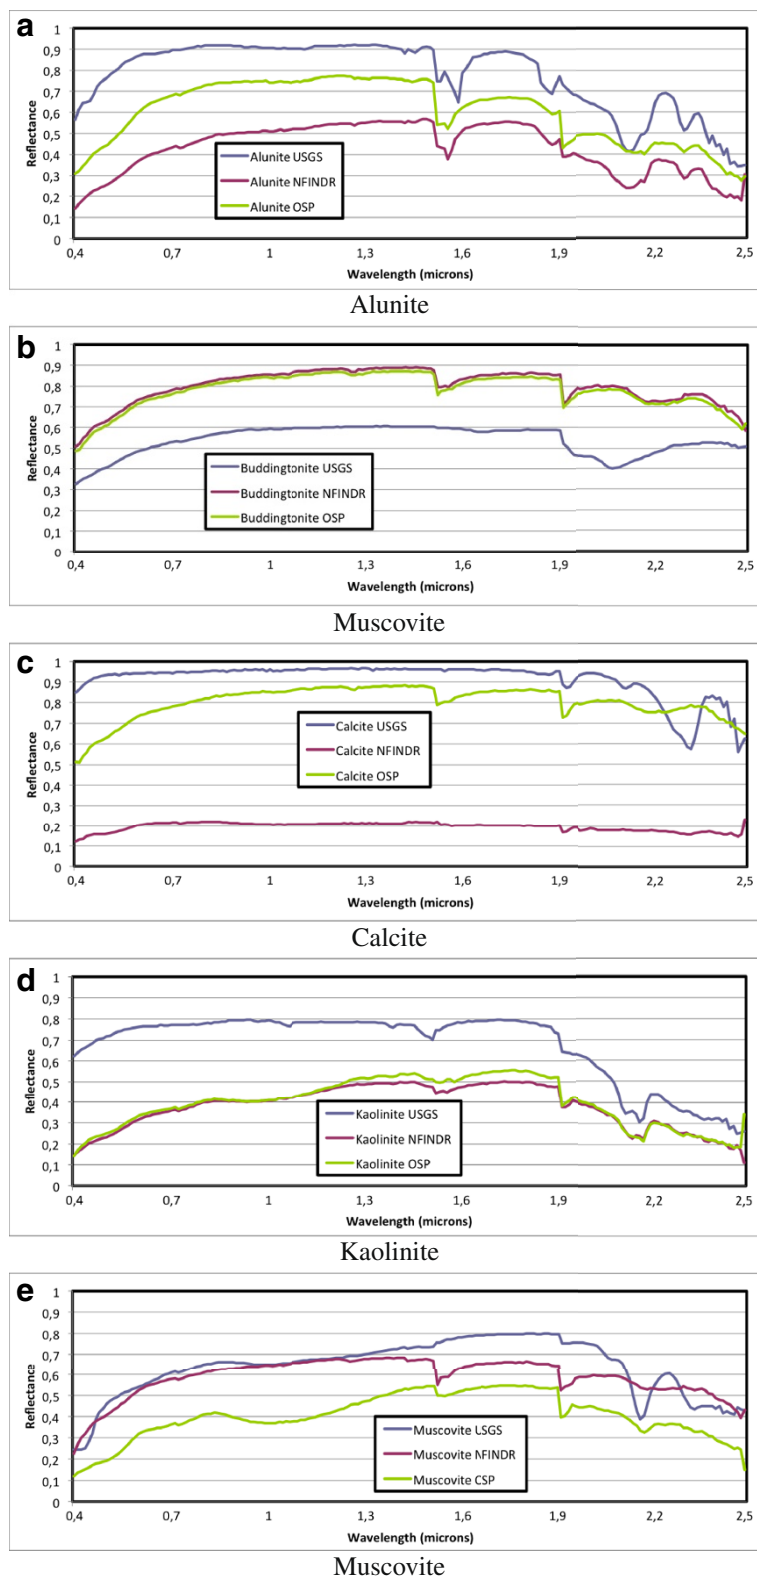 a
1
0,9
0,8
0,7
0,6
0,5
0,4
0,3
0,2
0,1
0
Reflectance
Alunite USGS
Alunite NFINDR
Alunite OSP
0,4 0,7 1 1,3 1,6 1,9 2,2 2,5
Wavelength (microns)
Alunite
b
1
0,9
0,8
0,7
0,6
0,5
0,4
0,3
0,2
0,1
0
Reflectance
Buddingtonite USGS
Buddingtonite NFINDR
Buddingtonite OSP
0,4 0,7 1 1,3 1,6 1,9 2,2 2,5
Wavelength (microns)
Muscovite
c
1
0,9
0,8
0,7
0,6
0,5
0,4
0,3
0,2
0,1
0
Reflectance
Calcite USGS
Calcite NFINDR
Calcite OSP
0,4 0,7 1 1,3 1,6 1,9 2,2 2,5
Wavelength (microns)
Calcite
d
1
0,9
0,8
0,7
0,6
0,5
0,4
0,3
0,2
0,1
0
Reflectance
Kaolinite USGS
Kaolinite NFINDR
Kaolinite OSP
0,4 0,7 1 1,3 1,6 1,9 2,2 2,5
Wavelength (microns)
Kaolinite
e
1
0,9
0,8
0,7
0,6
0,5
0,4
0,3
0,2
0,1
0
Reflectance
Muscovite USGS
Muscovite NFINDR
Muscovite CSP
0,4 0,7 1 1,3 1,6 1,9 2,2 2,5
Wavelength (microns)
Muscovite